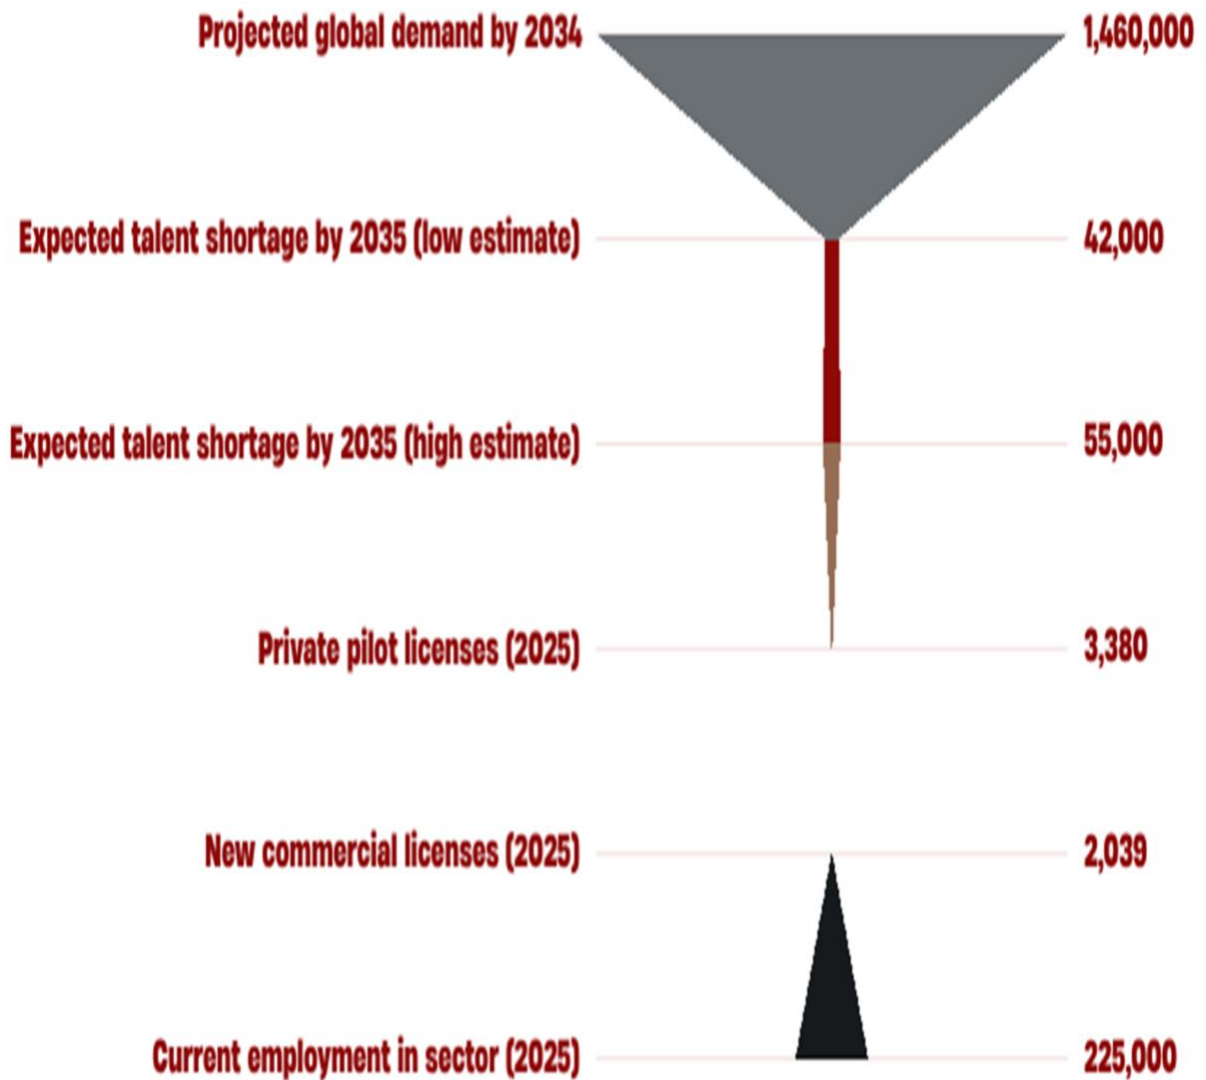 Projected global demand by 2034 1,460,000
Expected talent shortage by 2035 (low estimate) 42,000
Expected talent shortage by 2035 (high estimate) 55,000
Private pilot licenses (2025) 3,380
New commercial licenses (2025) 2,039
Current employment in sector (2025) 225,000